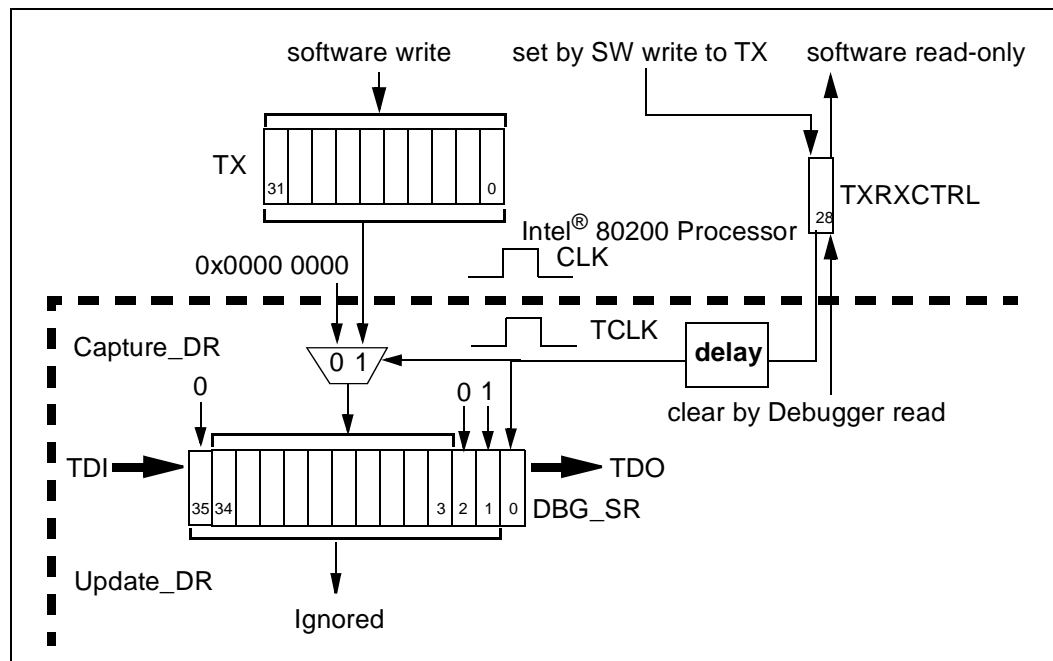 software write
set by SW write to TX
software read-only
TX
31
0
TXRXCTRL
28
Intel® 80200 Processor
CLK
0x0000 0000
TCLK
delay
Capture_DR
0 1
0
0 1
clear by Debugger read
TDI
TDO
35
34
3
2
1
0
DBG_SR
Update_DR
Ignored